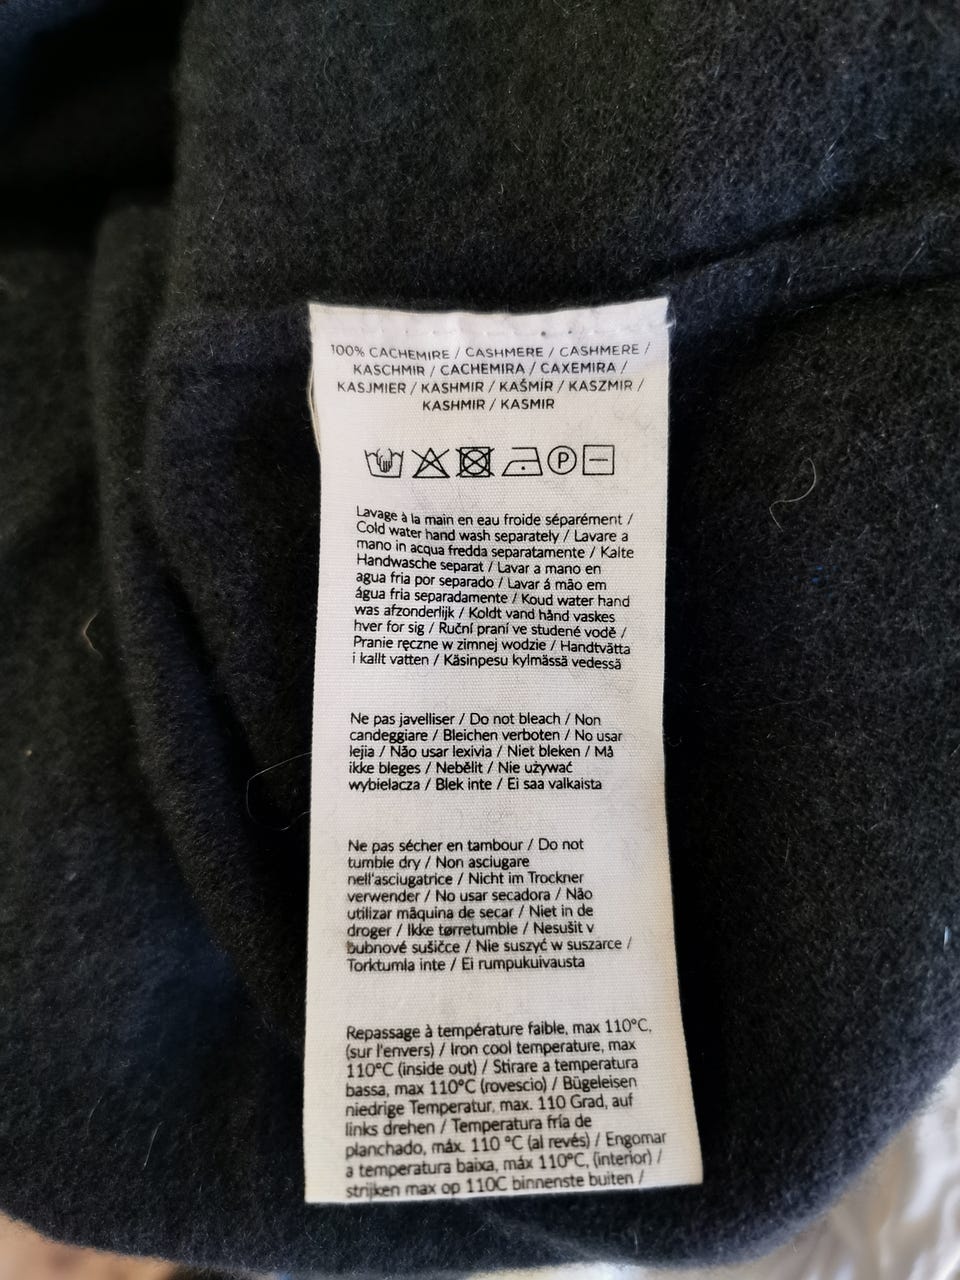 100% CACHEMIRE / CASHMERE / CASHMERE /
KASCHMIR / CACHEMIRA / CAXEMIRA /
KASJMIER / KASHMIR / KAŠMÍR / KASZMIR /
KASHMIR / KASMIR
P
Lavage à la main en eau froide séparément /
Cold water hand wash separately / Lavare a
mano in acqua fredda separatamente / Kalte
Handwasche separat / Lavar a mano en
agua fria por separado / Lavar á mão em
água fria separadamente / Koud water hand
was afzonderlijk / Koldt vand hånd vaskes
hver for sig / Ruční praní ve studené vodě /
Pranie ręczne w zimnej wodzie / Handtvätta
i kallt vatten / Käsinpesu kylmässä vedessä
Ne pas javelliser / Do not bleach / Non
candeggiare / Bleichen verboten / No usar
lejia / Não usar lexivia / Niet bleken / Må
ikke bleges / Nebělit / Nie używać
wybielacza / Blek inte / Ei saa valkaista
Ne pas sécher en tambour / Do not
tumble dry / Non asciugare
nell'asciugatrice / Nicht im Trockner
verwender / No usar secadora / Não
utilizar máquina de secar / Niet in de
droger / Ikke tørretumble / Nesušit v
bubnové sušičce / Nie suszyć w suszarce /
Torktumla inte / Ei rumpukuivausta
Repassage à température faible, max 110°C,
(sur l'envers) / Iron cool temperature, max
110°C (inside out) / Stirare a temperatura
bassa, max 110°C (rovescio) / Bügeleisen
niedrige Temperatur, max. 110 Grad, auf
links drehen / Temperatura fría de
planchado, máx. 110 °C (al revés) / Engomar
a temperatura baixa, máx 110°C, (interior) /
strijken max op 110C binnenste buiten /